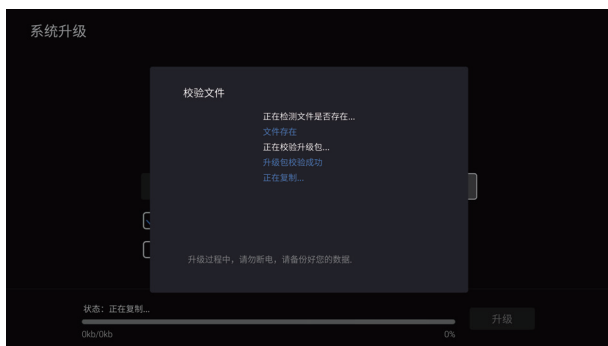 系统升级
校验文件
正在检测文件是否存在...
文件存在
正在校验升级包...
升级包校验成功
正在复制...
升级过程中，请勿断电，请备份好您的数据.
状态：正在复制...
升级
0kb/0kb
0%